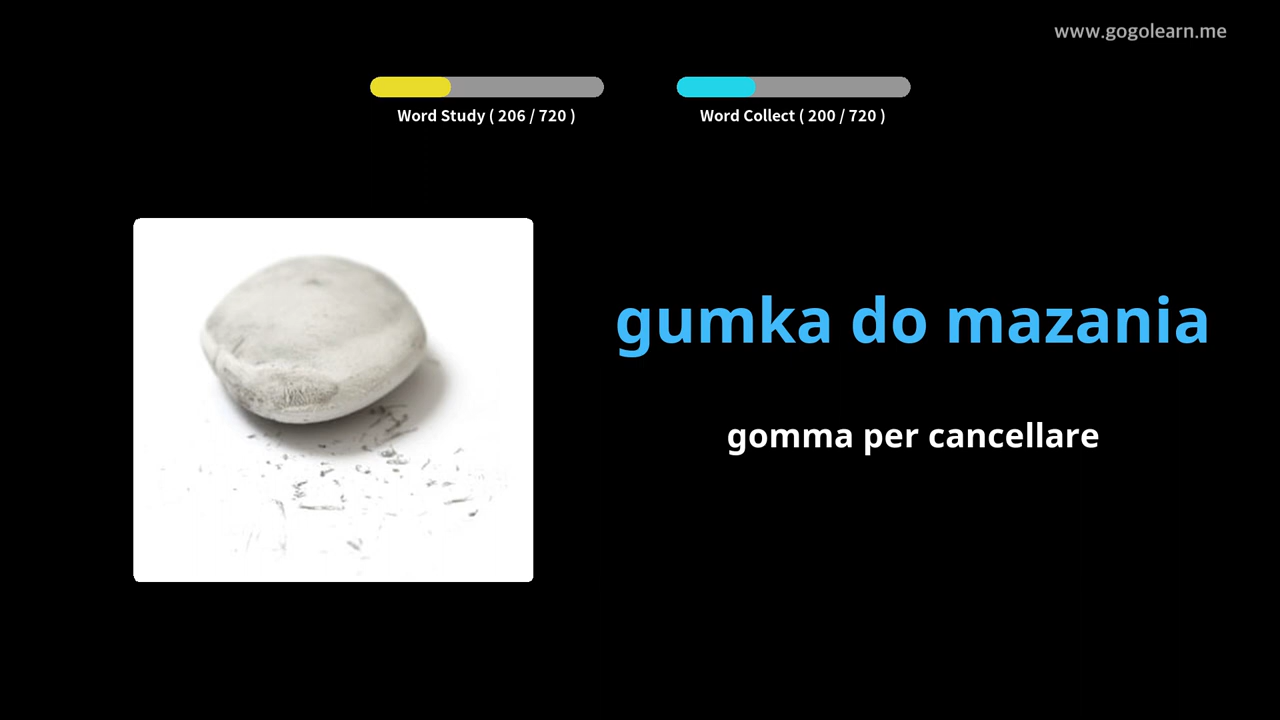 www.gogolearn.me
Word Study ( 206 / 720 )
Word Collect ( 200 / 720 )
gumka do mazania
gomma per cancellare